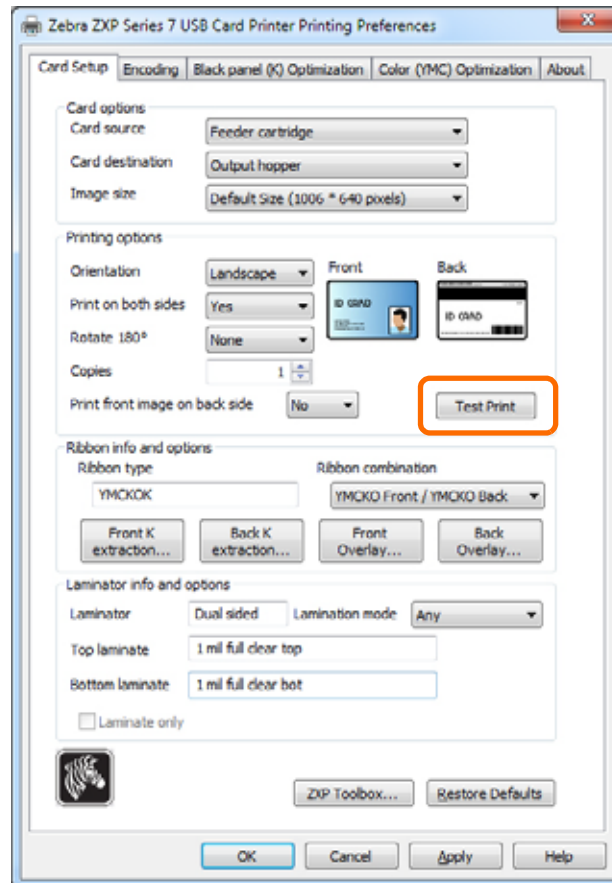 Zebra ZXP Series 7 USB Card Printer Printing Preferences
Card Setup Encoding Black panel (K) Optimization Color (YMC) Optimization About
Card options
Card source Feeder cartridge
Card destination Output hopper
Image size Default Size (1006 * 640 pixels)
Printing options
Orientation Landscape Front Back
Print on both sides Yes
ID CARD ID CARD
Rotate 180° None
Copies 1
Print front image on back side No Test Print
Ribbon info and options
Ribbon type Ribbon combination
YMCKOK YMCKO Front / YMCKO Back
Front K extraction... Back K extraction... Front Overlay... Back Overlay...
Laminator info and options
Laminator Dual sided Lamination mode Any
Top laminate 1 mil full clear top
Bottom laminate 1 mil full clear bot
Laminate only
ZXP Toolbox... Restore Defaults
OK Cancel Apply Help